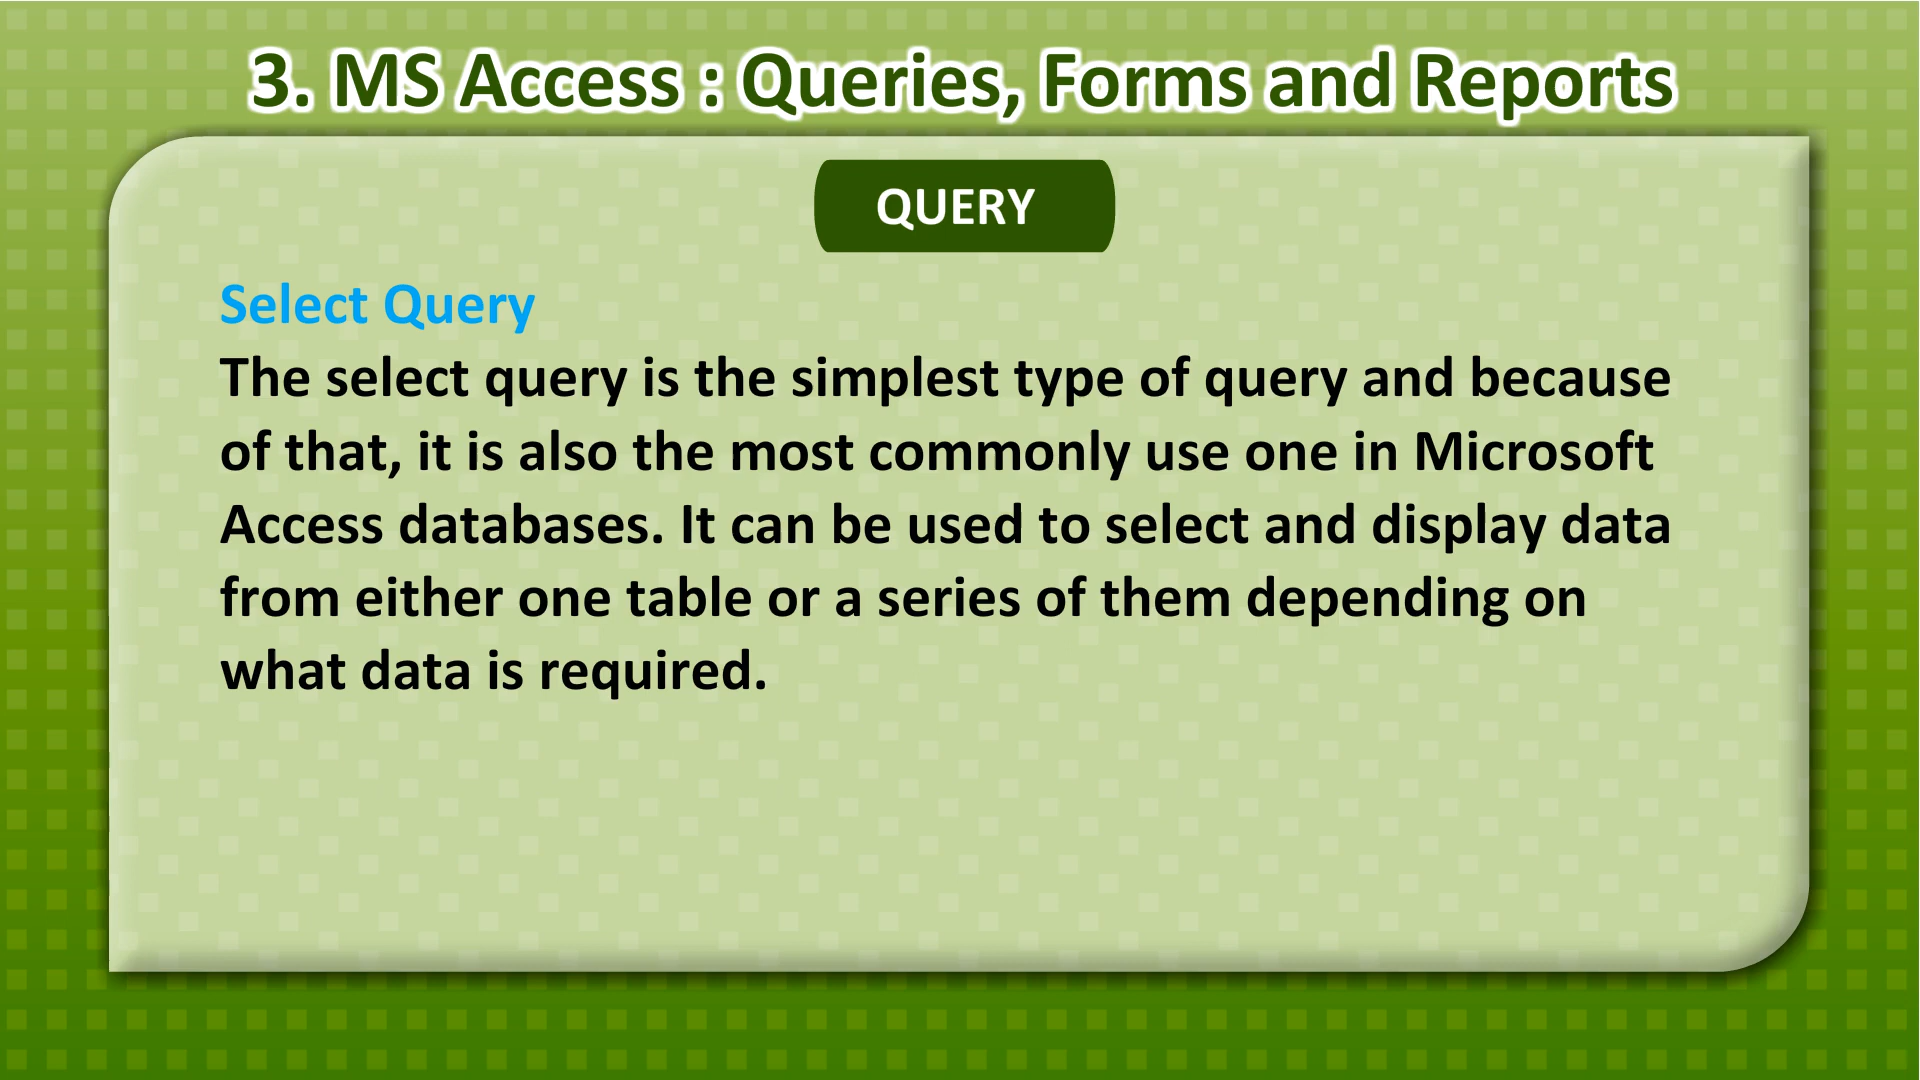 3. MS Access : Queries, Forms and Reports
QUERY
Select Query
The select query is the simplest type of query and because
of that, it is also the most commonly use one in Microsoft
Access databases. It can be used to select and display data
from either one table or a series of them depending on
what data is required.